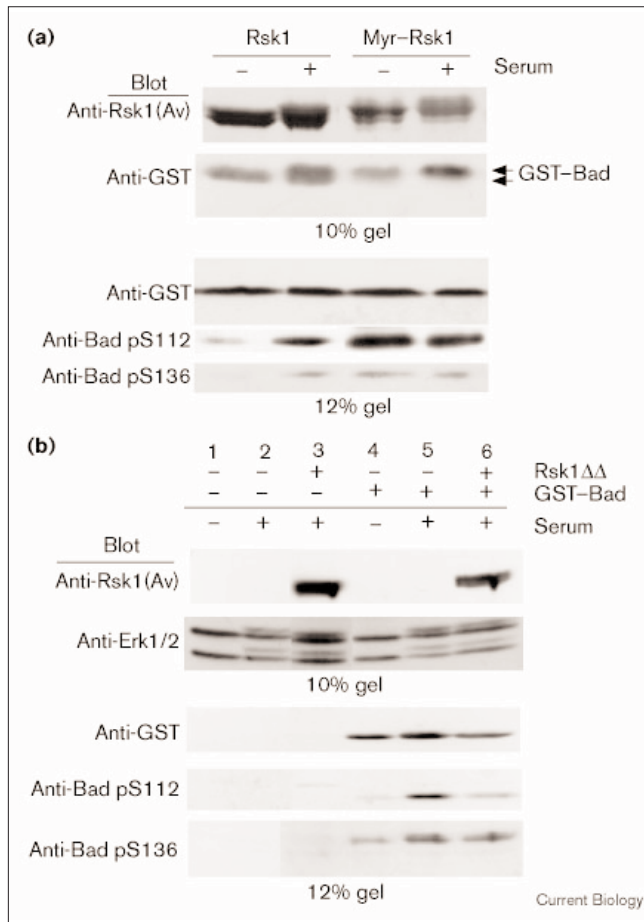 (a)
Rsk1 Myr–Rsk1
– + – + Serum
Blot
Anti-Rsk1(Av)
Anti-GST GST–Bad
10% gel
Anti-GST
Anti-Bad pS112
Anti-Bad pS136
12% gel
(b)
1 2 3 4 5 6
– – + – – + Rsk1ΔΔ
– – – + + + GST–Bad
– + + – + + Serum
Blot
Anti-Rsk1(Av)
Anti-Erk1/2
10% gel
Anti-GST
Anti-Bad pS112
Anti-Bad pS136
12% gel
Current Biology